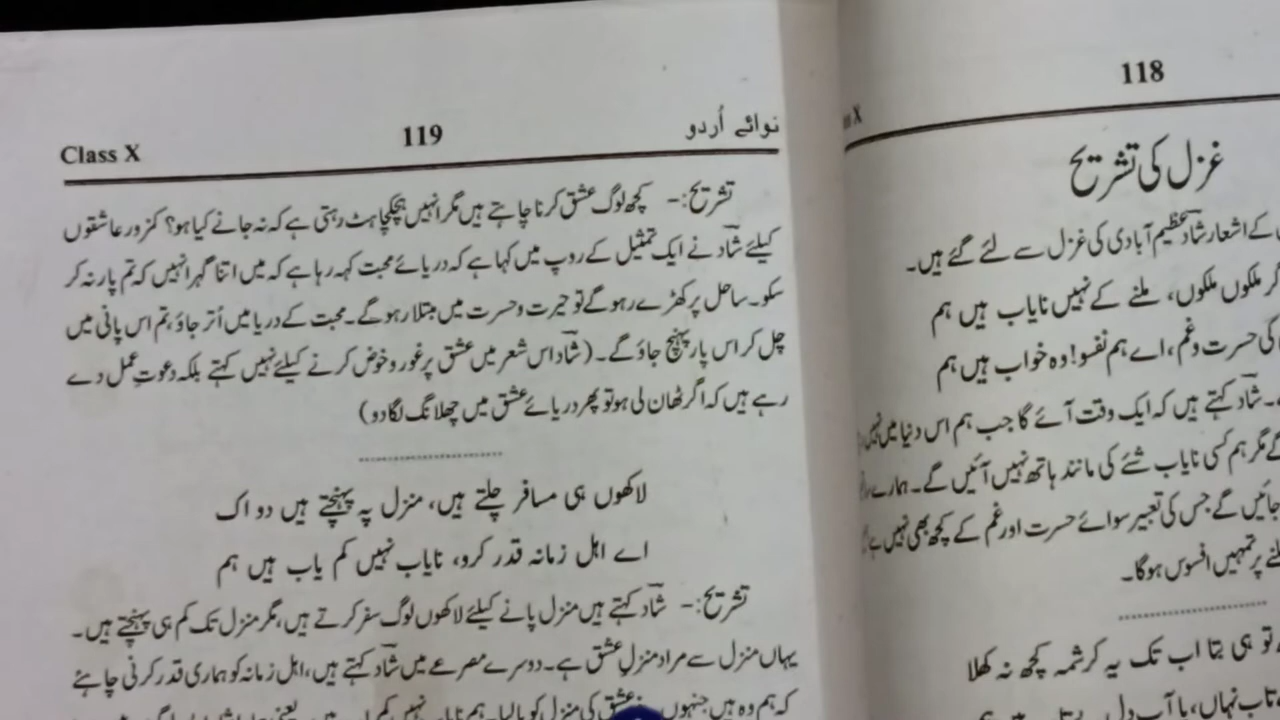 118
غزل کی تشریح
کے اشعار شادؔ عظیم آبادی کی غزل سے لئے گئے ہیں۔
ملکوں ملکوں، ملنے کے نہیں نایاب ہیں ہم
کی حسرت و غم، اے ہم نفسو! وہ خواب ہیں ہم
شادؔ کہتے ہیں کہ ایک وقت آئے گا جب ہم اس دنیا میں نہیں
مگر ہم کسی نایاب شئے کی مانند ہاتھ نہیں آئیں گے۔ ہمارے
جائیں گے جس کی تعبیر سوائے حسرت اور غم کے کچھ بھی نہیں ہے
پر تمہیں افسوس ہوگا۔
تو ہی بتا اب تک یہ کرشمہ کچھ نہ کھلا
نہاں، یا آپ دل
نوائے اُردو 119 Class X
تشریح:- کچھ لوگ عشق کرنا چاہتے ہیں مگر انہیں ہچکچاہٹ رہتی ہے کہ نہ جانے کیا ہو؟ کمزور عاشقوں
کیلئے شادؔ نے ایک تمثیل کے روپ میں کہا ہے کہ دریائے محبت کہہ رہا ہے کہ میں اتنا گہرا نہیں کہ تم پار نہ کر
سکو۔ ساحل پر کھڑے رہو گے تو حیرت و حسرت میں مبتلا رہو گے۔ محبت کے دریا میں اُتر جاؤ، تم اس پانی میں
چل کر اس پار پہنچ جاؤ گے۔ (شادؔ اس شعر میں عشق پر غور و خوض کرنے کیلئے نہیں کہتے بلکہ دعوتِ عمل دے
رہے ہیں کہ اگر ٹھان لی ہو تو پھر دریائے عشق میں چھلانگ لگا دو)
لاکھوں ہی مسافر چلتے ہیں، منزل پہ پہنچتے ہیں دو اک
اے اہل زمانہ قدر کرو، نایاب نہیں کم یاب ہیں ہم
تشریح:- شادؔ کہتے ہیں منزل پانے کیلئے لاکھوں لوگ سفر کرتے ہیں، مگر منزل تک کم ہی پہنچتے ہیں۔
یہاں منزل سے مراد منزلِ عشق ہے۔ دوسرے مصرعے میں شادؔ کہتے ہیں، اہل زمانہ کو ہماری قدر کرنی چاہئے
کہ ہم وہ ہیں جنہوں عشق کی منزل کو پالیا۔ ہم نایاب نہیں کم